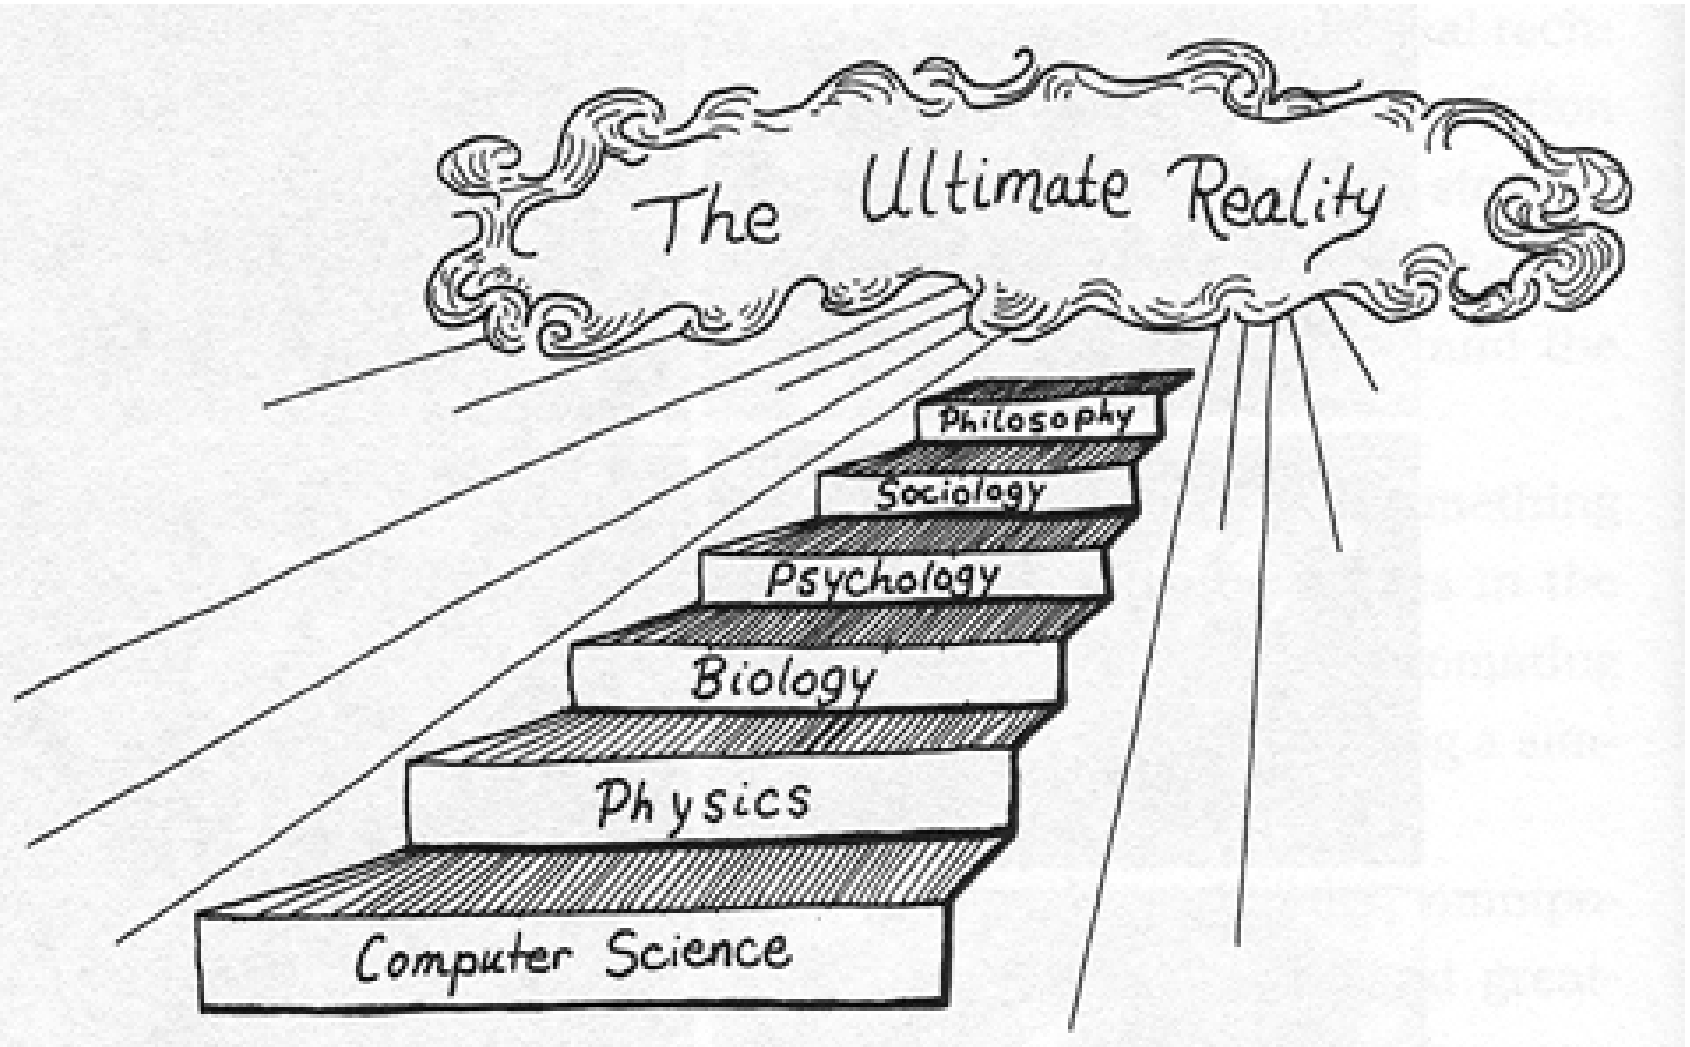 The Ultimate Reality
Philosophy
Sociology
Psychology
Biology
Physics
Computer Science